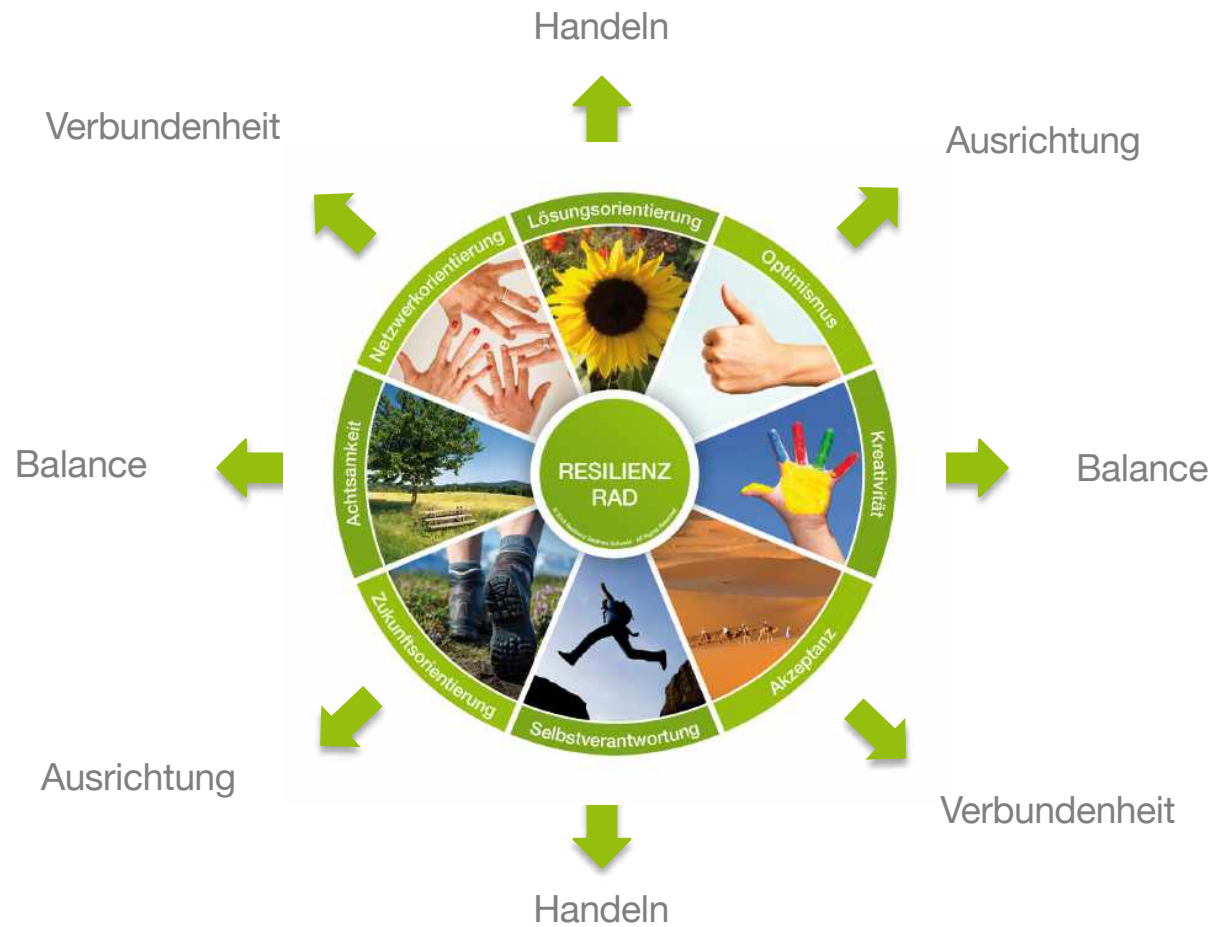 Handeln
Verbundenheit
Ausrichtung
Lösungsorientierung
Netzwerkorientierung
Optimismus
Achtsamkeit
Kreativität
Balance
RESILIENZ
RAD
Balance
Zukunftsorientierung
Akzeptanz
Selbstverantwortung
Ausrichtung
Verbundenheit
Handeln